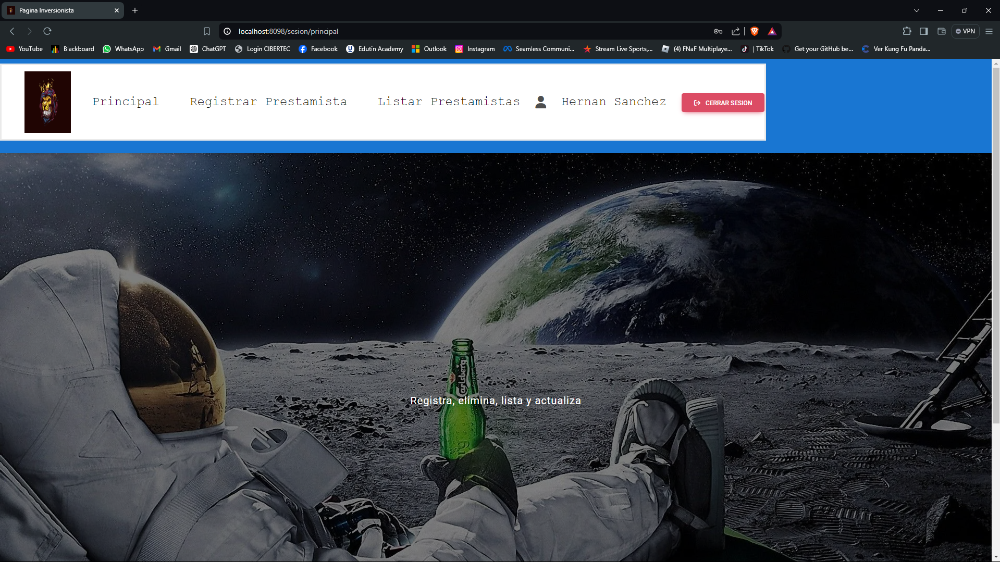 Pagina Inversionista
localhost:8098/sesion/principal
VPN
YouTube Blackboard WhatsApp Gmail ChatGPT Login CIBERTEC Facebook Edutin Academy Outlook Instagram Seamless Communi... Stream Live Sports,... (4) FNaF Multiplaye... | TikTok Get your GitHub be... Ver Kung Fu Panda...
Principal Registrar Prestamista Listar Prestamistas Hernan Sanchez CERRAR SESION
Carlsberg
Registra, elimina, lista y actualiza